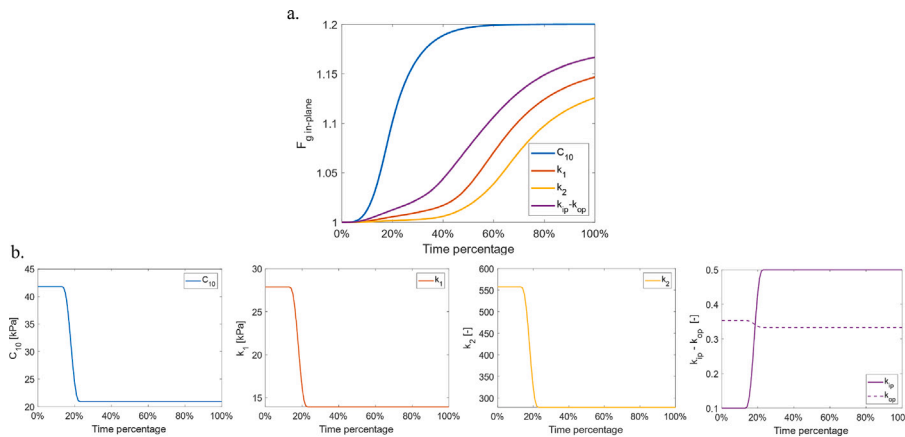 a.
1.2
1.15
1.1
1.05
1
F g in-plane
0% 20% 40% 60% 80% 100%
Time percentage
C10
k1
k2
kip-kop
b.
45
40
35
30
25
20
C10 [kPa]
0% 20% 40% 60% 80% 100%
Time percentage
C10
30
25
20
15
k1 [kPa]
0% 20% 40% 60% 80% 100%
Time percentage
k1
600
550
500
450
400
350
300
k2 [-]
0% 20% 40% 60% 80% 100%
Time percentage
k2
0.5
0.4
0.3
0.2
0.1
kip - kop [-]
0% 20% 40% 60% 80% 100%
Time percentage
kip
kop